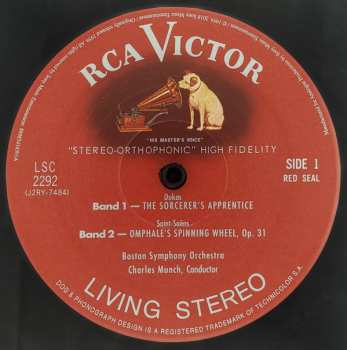 RCA VICTOR
"HIS MASTER'S VOICE"
"STEREO-ORTHOPHONIC" HIGH FIDELITY
LSC
2292
(J2RY-7484)
SIDE 1
RED SEAL
Dukas
Band 1 — THE SORCERER'S APPRENTICE
Saint-Saëns
Band 2 — OMPHALE'S SPINNING WHEEL, Op. 31
Boston Symphony Orchestra
Charles Munch, Conductor
LIVING STEREO
DOG & PHONOGRAPH DESIGN IS A REGISTERED TRADEMARK OF TECHNICOLOR S.A.